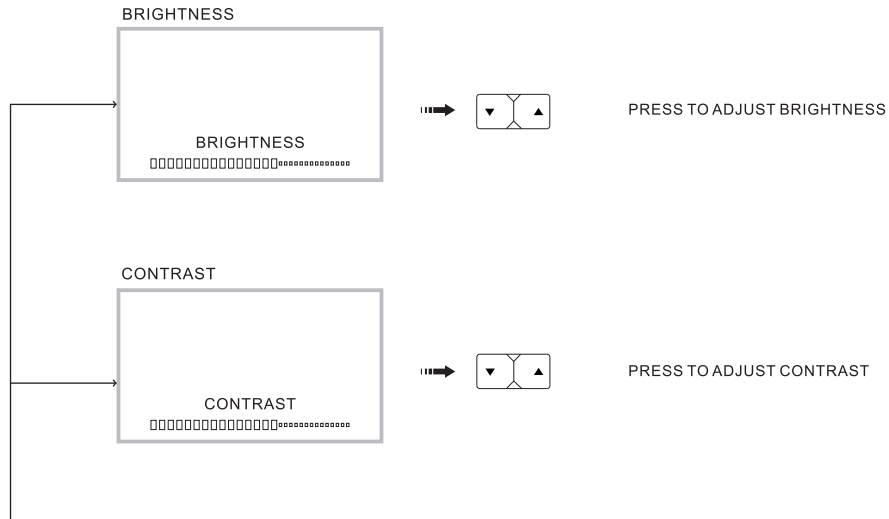 BRIGHTNESS
BRIGHTNESS
PRESS TO ADJUST BRIGHTNESS
CONTRAST
CONTRAST
PRESS TO ADJUST CONTRAST